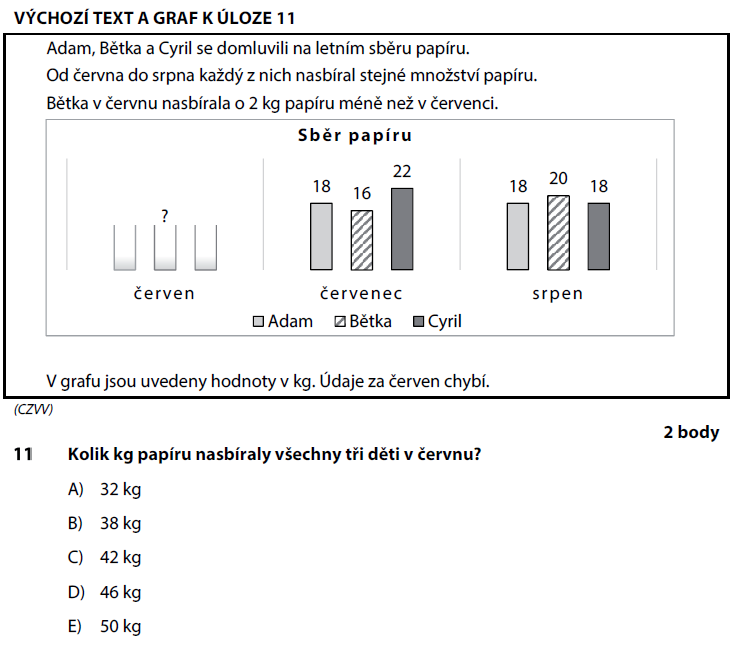 VÝCHOZÍ TEXT A GRAF K ÚLOZE 11
Adam, Bětka a Cyril se domluvili na letním sběru papíru.
Od června do srpna každý z nich nasbíral stejné množství papíru.
Bětka v červnu nasbírala o 2 kg papíru méně než v červenci.
Sběr papíru
? 18 16 22 18 20 18
červen červenec srpen
Adam Bětka Cyril
V grafu jsou uvedeny hodnoty v kg. Údaje za červen chybí.
(CZVV)
2 body
11 Kolik kg papíru nasbíraly všechny tři děti v červnu?
A) 32 kg
B) 38 kg
C) 42 kg
D) 46 kg
E) 50 kg